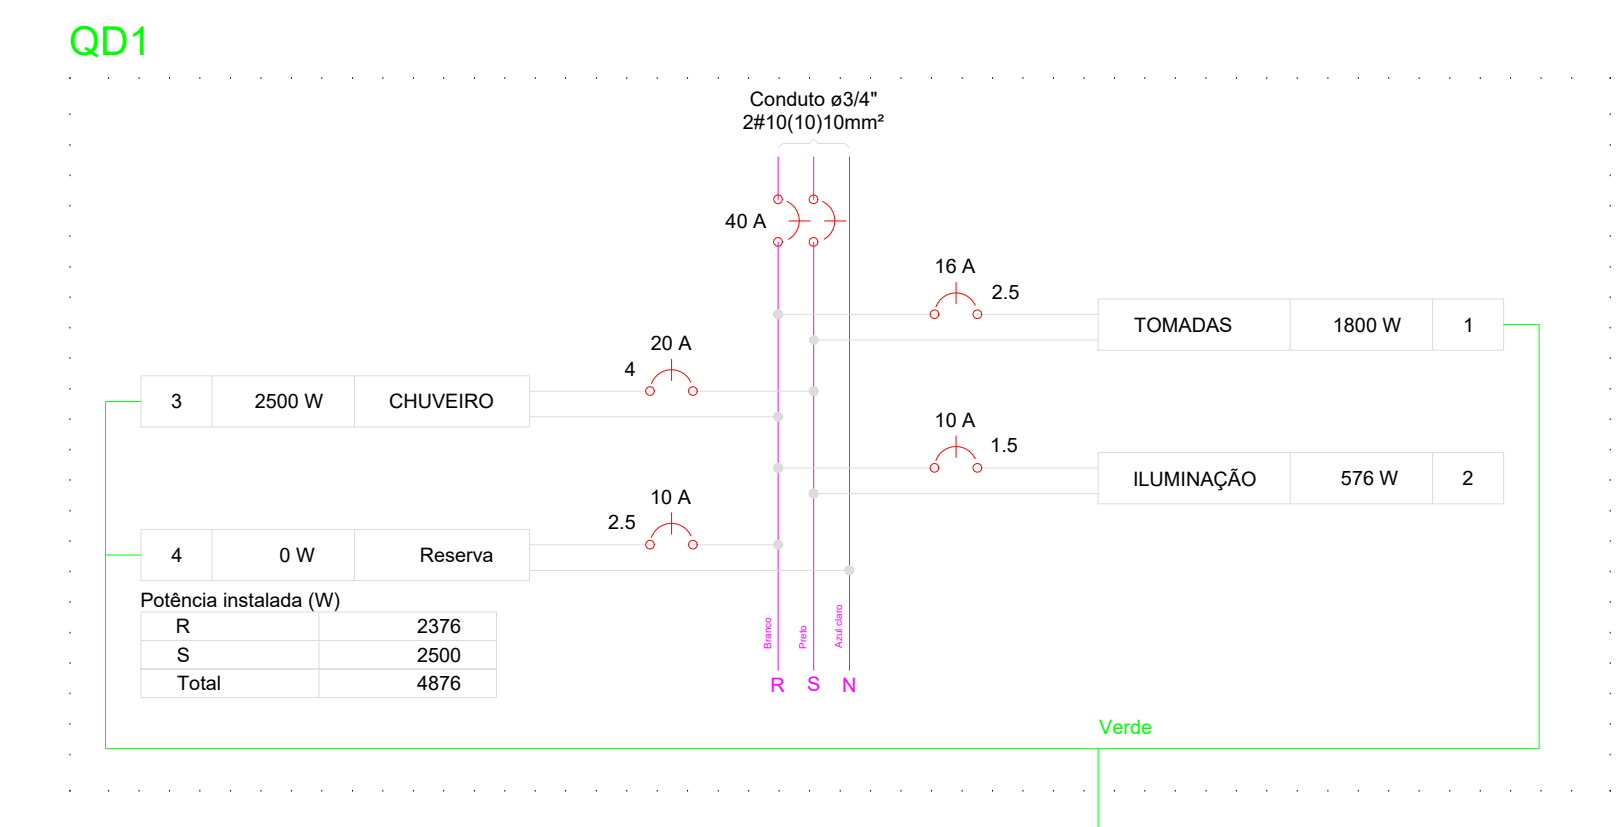 QD1
Conduto ø3/4"
2#10(10)10mm²
40 A
16 A
2.5
TOMADAS 1800 W 1
20 A
4
3 2500 W CHUVEIRO
10 A
1.5
ILUMINAÇÃO 576 W 2
10 A
2.5
4 0 W Reserva
Potência instalada (W)
R 2376
S 2500
Total 4876
Branco
Preto
Azul claro
R S N
Verde